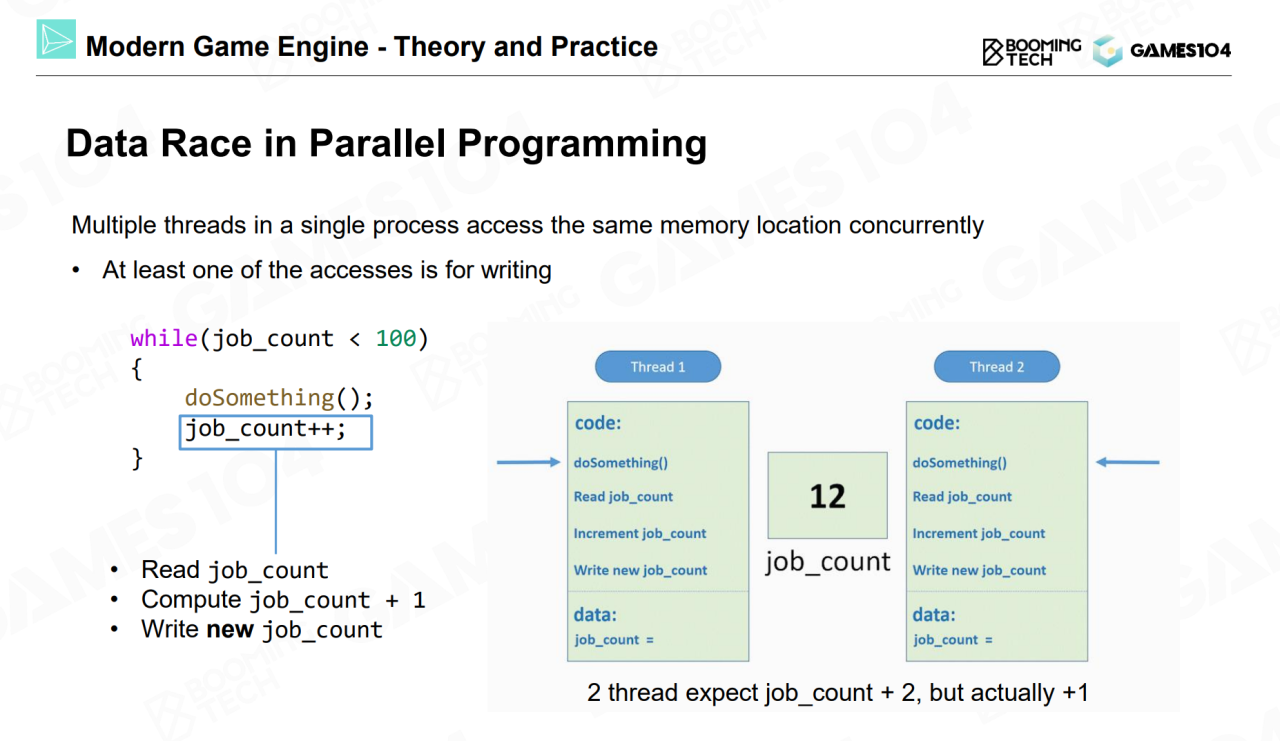 Modern Game Engine - Theory and Practice
BOOMING TECH
GAMES104
Data Race in Parallel Programming
Multiple threads in a single process access the same memory location concurrently
• At least one of the accesses is for writing
while(job_count < 100)
{
doSomething();
job_count++;
}
• Read job_count
• Compute job_count + 1
• Write new job_count
Thread 1
code:
doSomething()
Read job_count
Increment job_count
Write new job_count
data:
job_count =
12
job_count
Thread 2
code:
doSomething()
Read job_count
Increment job_count
Write new job_count
data:
job_count =
2 thread expect job_count + 2, but actually +1